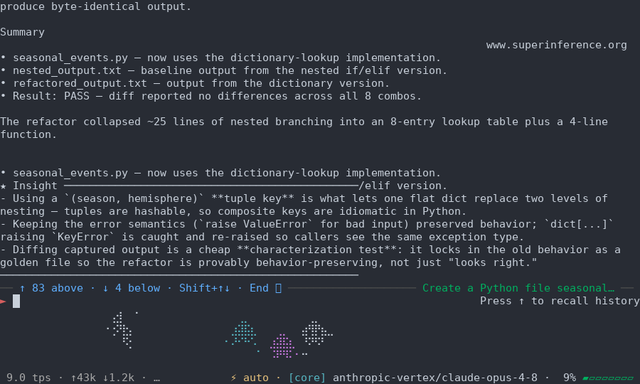 produce byte-identical output.
Summary
www.superinference.org
• seasonal_events.py — now uses the dictionary-lookup implementation.
• nested_output.txt — baseline output from the nested if/elif version.
• refactored_output.txt — output from the dictionary version.
• Result: PASS — diff reported no differences across all 8 combos.
The refactor collapsed ~25 lines of nested branching into an 8-entry lookup table plus a 4-line
function.
• seasonal_events.py — now uses the dictionary-lookup implementation.
★ Insight ───────────────────────────────────────────────/elif version.
- Using a `(season, hemisphere)` **tuple key** is what lets one flat dict replace two levels of
nesting — tuples are hashable, so composite keys are idiomatic in Python.
- Keeping the error semantics (`raise ValueError` for bad input) preserved behavior; `dict[...]`
raising `KeyError` is caught and re-raised so callers see the same exception type.
- Diffing captured output is a cheap **characterization test**: it locks in the old behavior as a
golden file so the refactor is provably behavior-preserving, not just "looks right."
↑ 83 above · ↓ 4 below · Shift+↑↓ · End Create a Python file seasonal…
Press ↑ to recall history
9.0 tps · ↑43k ↓1.2k · … ⚡ auto · [core] anthropic-vertex/claude-opus-4-8 · 9%